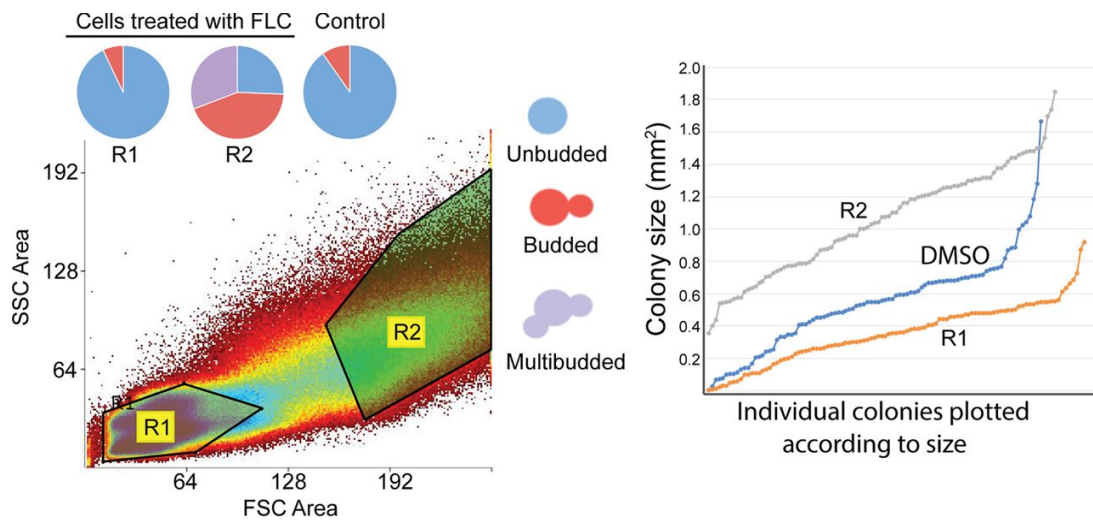 Cells treated with FLC
Control
R1
R2
Unbudded
Budded
Multibudded
SSC Area
192
128
64
R1
R1
R2
64
128
192
FSC Area
Colony size (mm²)
2.0
1.8
1.6
1.4
1.2
1.0
0.8
0.6
0.4
0.2
R2
DMSO
R1
Individual colonies plotted
according to size